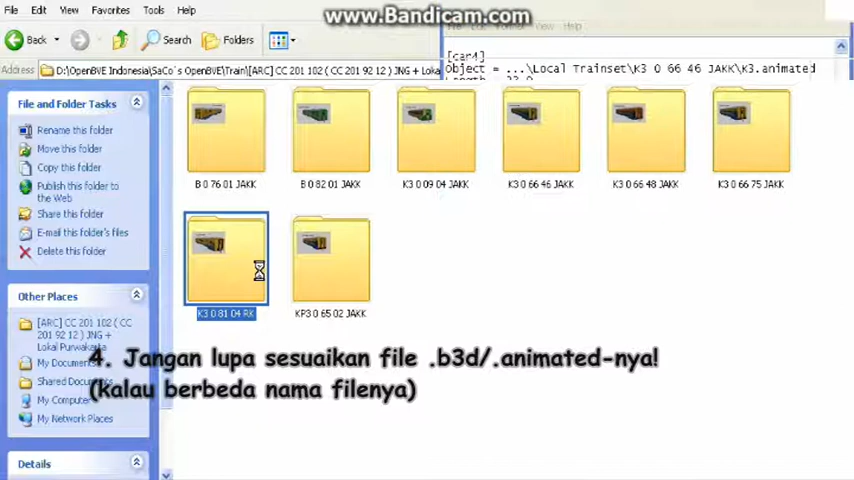 www.Bandicam.com
File Edit View Favorites Tools Help
Back Search Folders
Address D:\OpenBVE Indonesia\SaCo`s OpenBVE\Train\[ARC] CC 201 102 ( CC 201 92 12 ) JNG + Loka
[car4]
Object = ...\Local Trainset\K3 0 66 46 JAKK\K3.animated
File and Folder Tasks
Rename this folder
Move this folder
Copy this folder
Publish this folder to
the Web
Share this folder
E-mail this folder's files
Delete this folder
B 0 76 01 JAKK
B 0 82 01 JAKK
K3 0 09 04 JAKK
K3 0 66 46 JAKK
K3 0 66 48 JAKK
K3 0 66 75 JAKK
K3 0 81 04 RK
KP3 0 65 02 JAKK
Other Places
[ARC] CC 201 102 ( CC
201 92 12 ) JNG +
Lokal Purwakarta
My Documents
Shared Documents
My Computer
My Network Places
Details
4. Jangan lupa sesuaikan file .b3d/.animated-nya!
(kalau berbeda nama filenya)